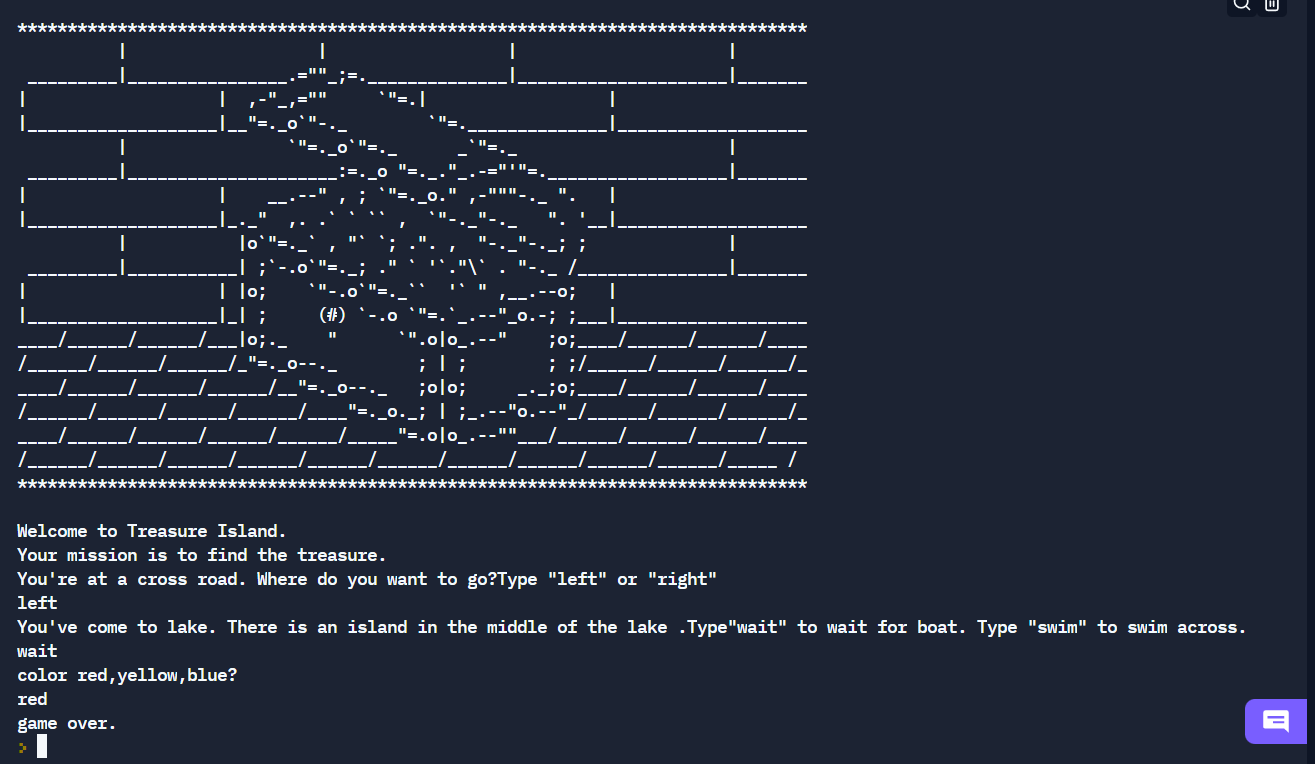 Welcome to Treasure Island.
Your mission is to find the treasure.
You're at a cross road. Where do you want to go?Type "left" or "right"
left
You've come to lake. There is an island in the middle of the lake .Type"wait" to wait for boat. Type "swim" to swim across.
wait
color red,yellow,blue?
red
game over.
>